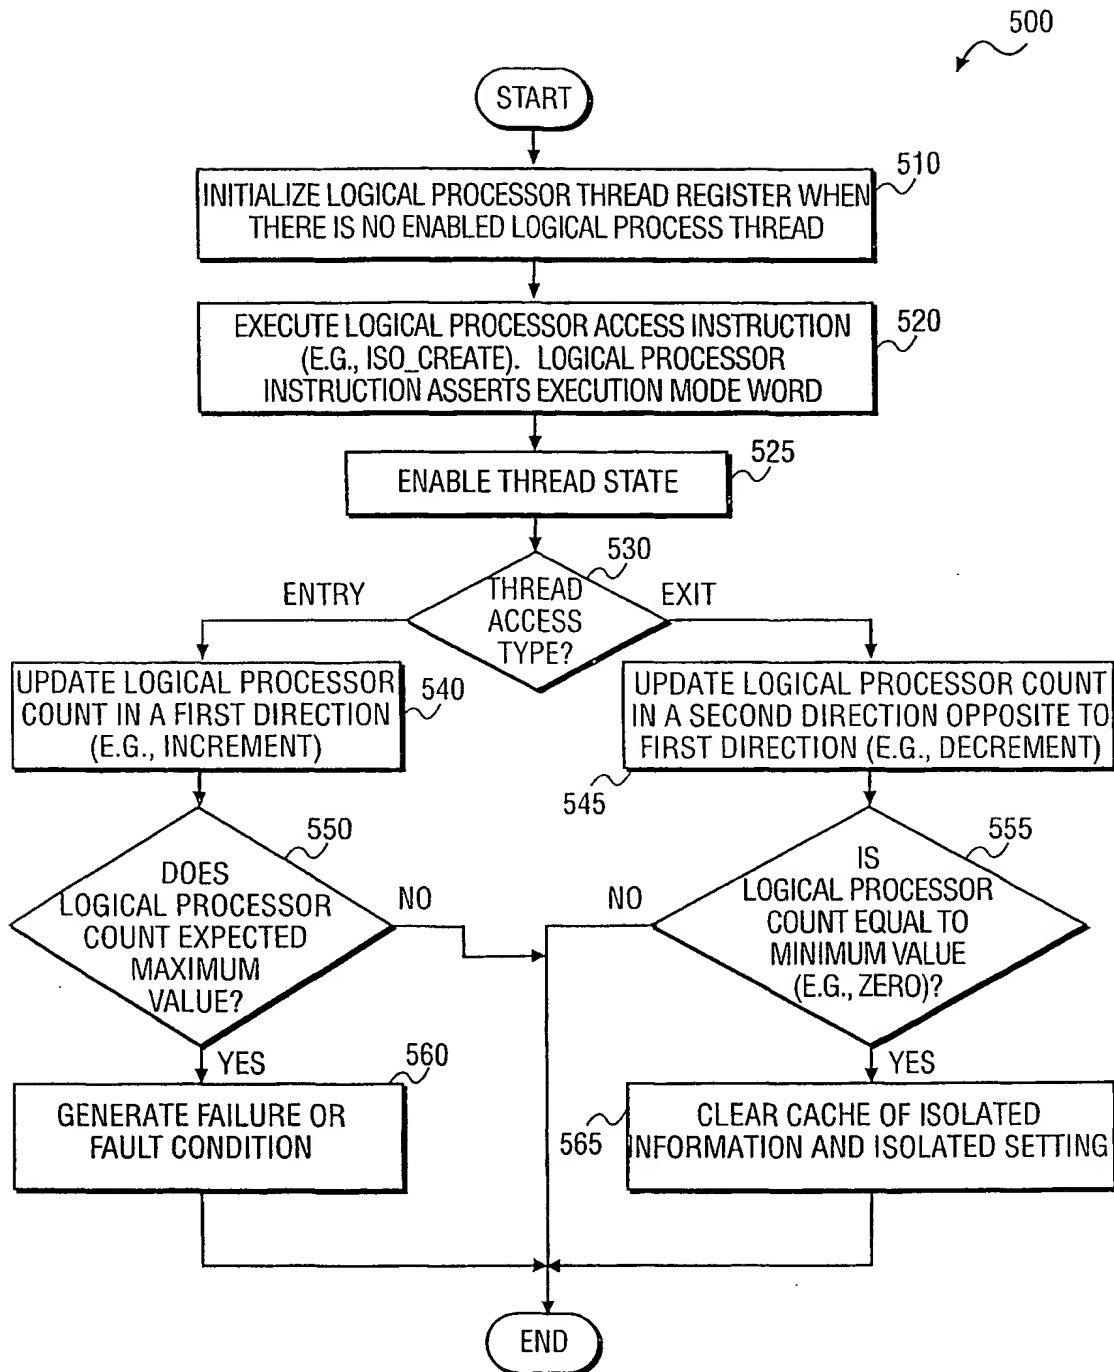 500
START
510
INITIALIZE LOGICAL PROCESSOR THREAD REGISTER WHEN
THERE IS NO ENABLED LOGICAL PROCESS THREAD
EXECUTE LOGICAL PROCESSOR ACCESS INSTRUCTION
(E.G., ISO_CREATE). LOGICAL PROCESSOR
INSTRUCTION ASSERTS EXECUTION MODE WORD
520
ENABLE THREAD STATE
525
530
THREAD
ACCESS
TYPE?
ENTRY
EXIT
UPDATE LOGICAL PROCESSOR
COUNT IN A FIRST DIRECTION
(E.G., INCREMENT)
540
UPDATE LOGICAL PROCESSOR COUNT
IN A SECOND DIRECTION OPPOSITE TO
FIRST DIRECTION (E.G., DECREMENT)
545
550
DOES
LOGICAL PROCESSOR
COUNT EXPECTED
MAXIMUM
VALUE?
NO
YES
555
IS
LOGICAL PROCESSOR
COUNT EQUAL TO
MINIMUM VALUE
(E.G., ZERO)?
NO
YES
560
GENERATE FAILURE OR
FAULT CONDITION
565
CLEAR CACHE OF ISOLATED
INFORMATION AND ISOLATED SETTING
END